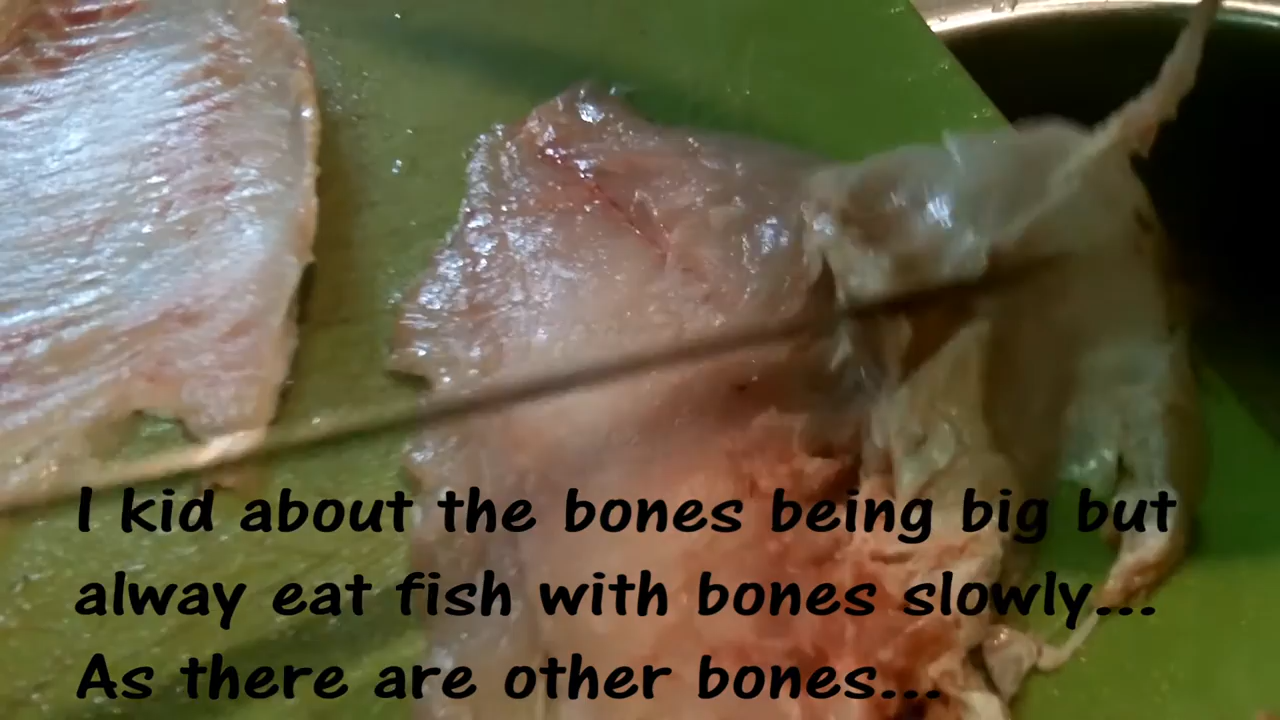 I kid about the bones being big but
alway eat fish with bones slowly...
As there are other bones...